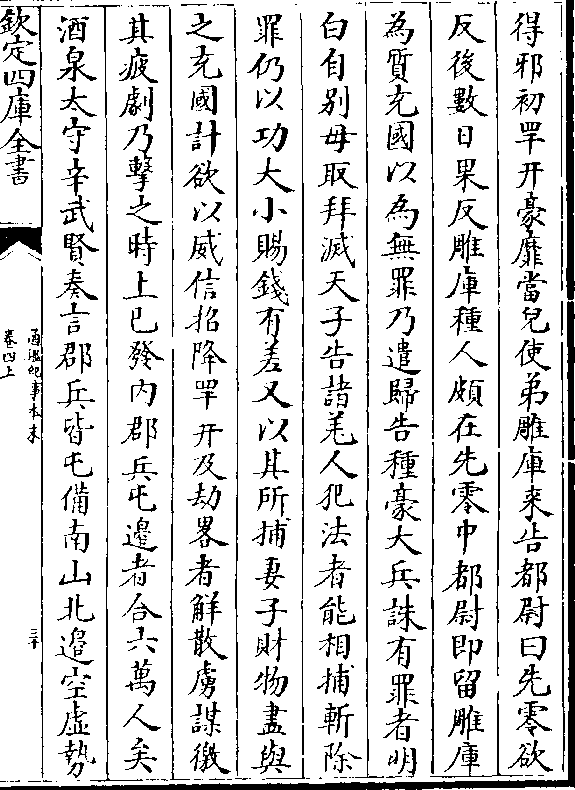 得邪初䍐幵豪靡當兒使弟雕庫來告都尉曰先零欲
反後數日果反雕庫種人頗在先零中都尉即留雕庫
為質充國以為無罪乃遣歸告種豪大兵誅有罪者明
白自别毋取拜滅天子告諸羌人犯法者能相捕斬除
罪仍以功大小賜錢有差又以其所捕妻子財物盡與
之充國計欲以威信招降䍐幵及劫畧者解散虜謀徼
其疲劇乃擊之時上已發内郡兵屯邉者合六萬人矣
酒泉太守辛武賢奏言郡兵皆屯備南山北邉空虚勢
欽定四庫全書
通鑑紀事本末
卷四上
三十